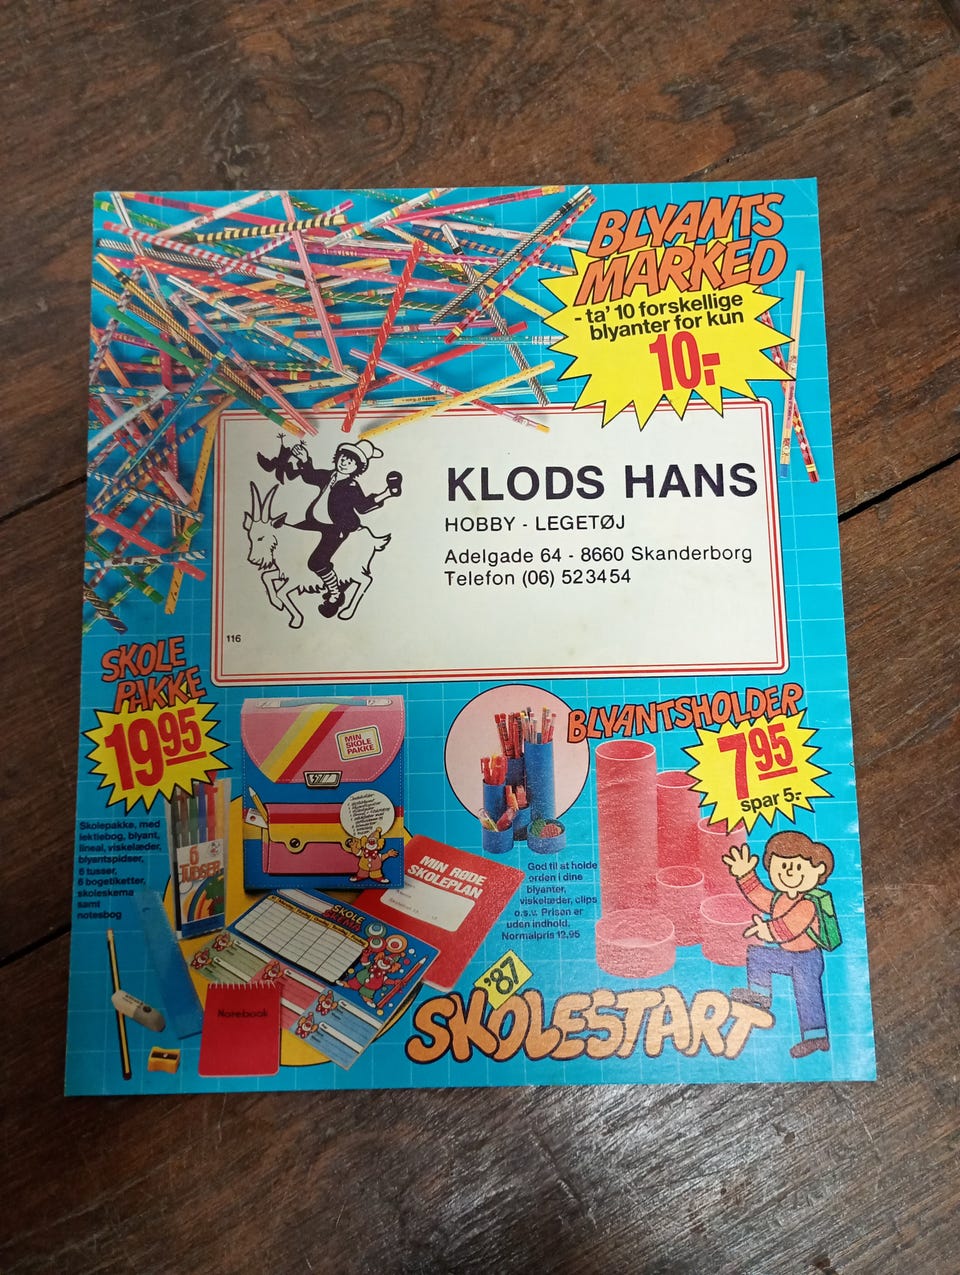 BLYANTS
MARKED
- ta' 10 forskellige
blyanter for kun
10.-
KLODS HANS
HOBBY - LEGETØJ
Adelgade 64 - 8660 Skanderborg
Telefon (06) 523454
116
SKOLE
PAKKE
19 95
MIN
SKOLE
PAKKE
BLYANTSHOLDER
7 95
spar 5.-
Skolepakke, med
lektiebog, blyant,
lineal, viskelæder,
blyantspidser,
6 tusser,
6 bogetiketter,
skoleskema
samt
notesbog
6
TUDSER
MIN RØDE
SKOLEPLAN
SKOLE
SKEMA
Notebook
God til at holde
orden i dine
blyanter,
viskelæder, clips
o.s.v. Prisen er
uden indhold.
Normalpris 12.95
'87
SKOLESTART